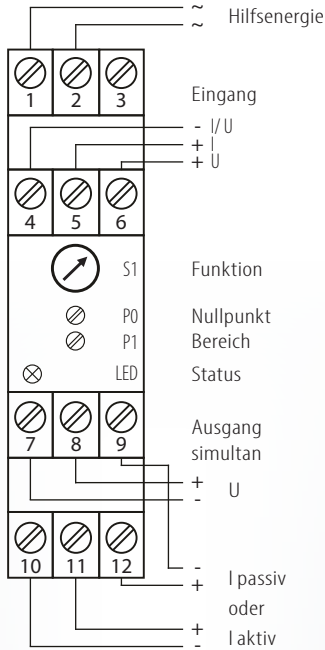 ~
~ Hilfsenergie
1 2 3
Eingang
- I/U
+ I
+ U
4 5 6
S1 Funktion
P0 Nullpunkt
P1 Bereich
LED Status
7 8 9
Ausgang
simultan
+
- U
10 11 12
-
+ I passiv
oder
+
- I aktiv